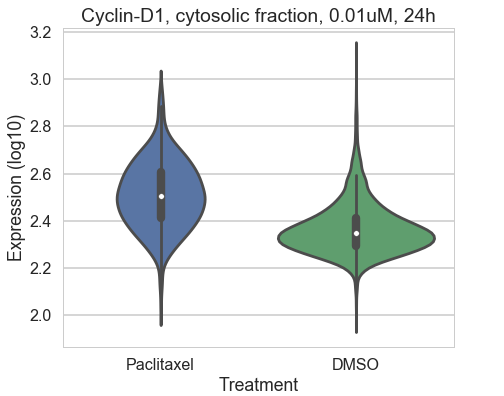 Cyclin-D1, cytosolic fraction, 0.01uM, 24h
3.2
3.0
2.8
2.6
2.4
2.2
2.0
Expression (log10)
Paclitaxel DMSO
Treatment